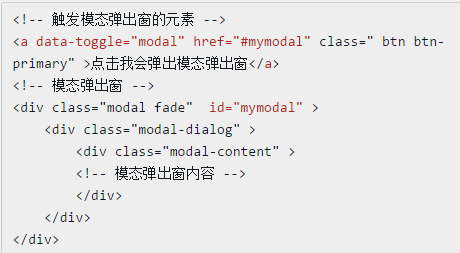 <!-- 触发模态弹出窗的元素 -->
<a data-toggle="modal" href="#mymodal" class=" btn btn-
primary" >点击我会弹出模态弹出窗</a>
<!-- 模态弹出窗 -->
<div class="modal fade"  id="mymodal" >
    <div class="modal-dialog" >
        <div class="modal-content" >
        <!-- 模态弹出窗内容 -->
        </div>
    </div>
</div>